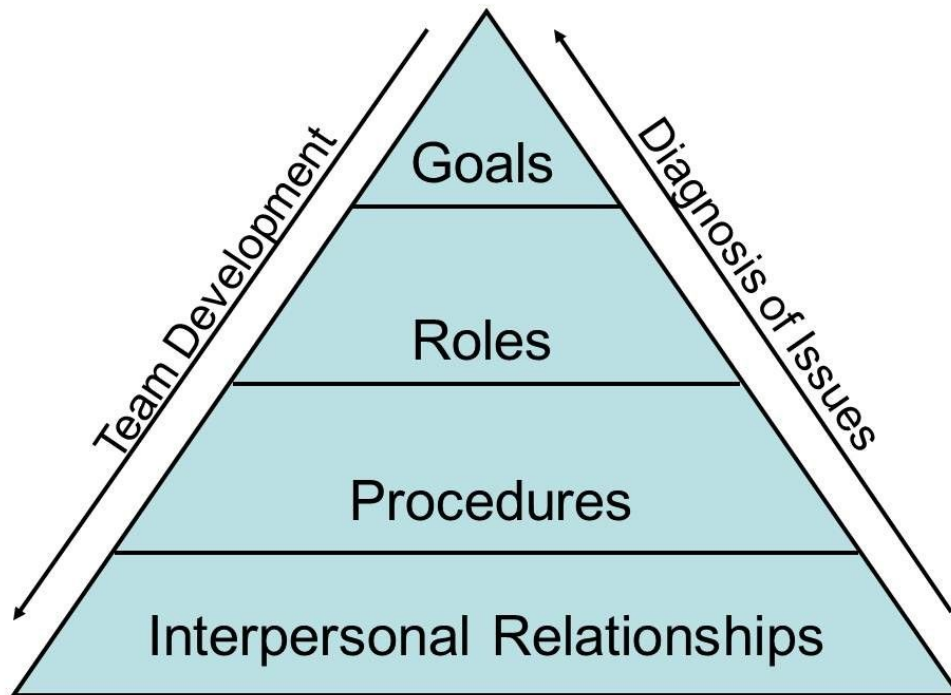 Goals
Roles
Procedures
Interpersonal Relationships
Team Development
Diagnosis of Issues